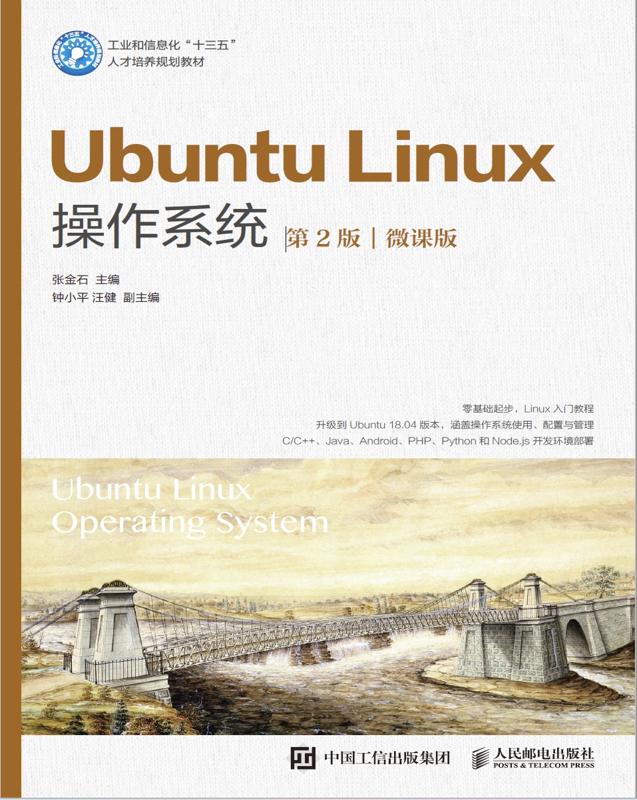 工业和信息化“十三五”
人才培养规划教材
Ubuntu Linux
操作系统 第 2 版｜微课版
张金石 主编
钟小平 汪健 副主编
零基础起步，Linux 入门教程
升级到 Ubuntu 18.04 版本，涵盖操作系统使用、配置与管理
C/C++、Java、Android、PHP、Python 和 Node.js 开发环境部署
Ubuntu Linux
Operating System
中国工信出版集团
人民邮电出版社
POSTS & TELECOM PRESS